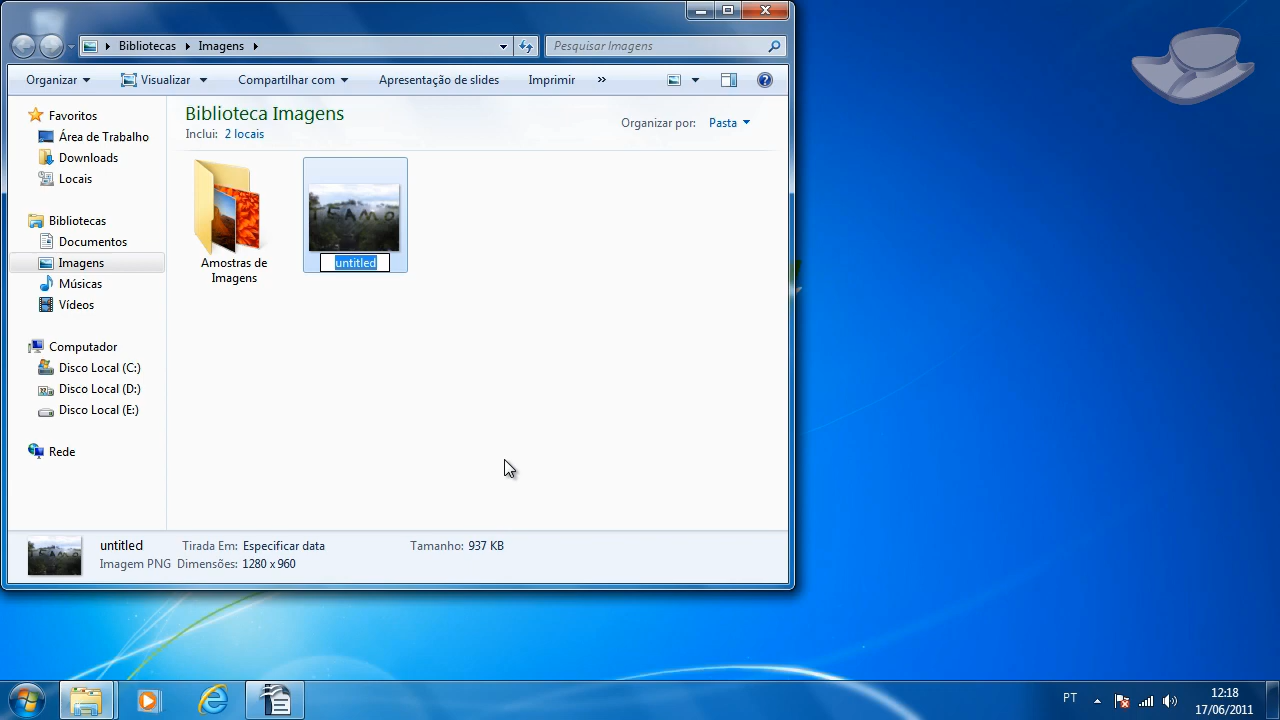 Bibliotecas Imagens
Pesquisar Imagens
Organizar Visualizar Compartilhar com Apresentação de slides Imprimir »
Favoritos
Área de Trabalho
Downloads
Locais
Bibliotecas
Documentos
Imagens
Músicas
Vídeos
Computador
Disco Local (C:)
Disco Local (D:)
Disco Local (E:)
Rede
Biblioteca Imagens
Inclui: 2 locais
Organizar por: Pasta
TEAMO
Amostras de
Imagens
untitled
untitled Tirada Em: Especificar data Tamanho: 937 KB
Imagem PNG Dimensões: 1280 x 960
PT
12:18
17/06/2011